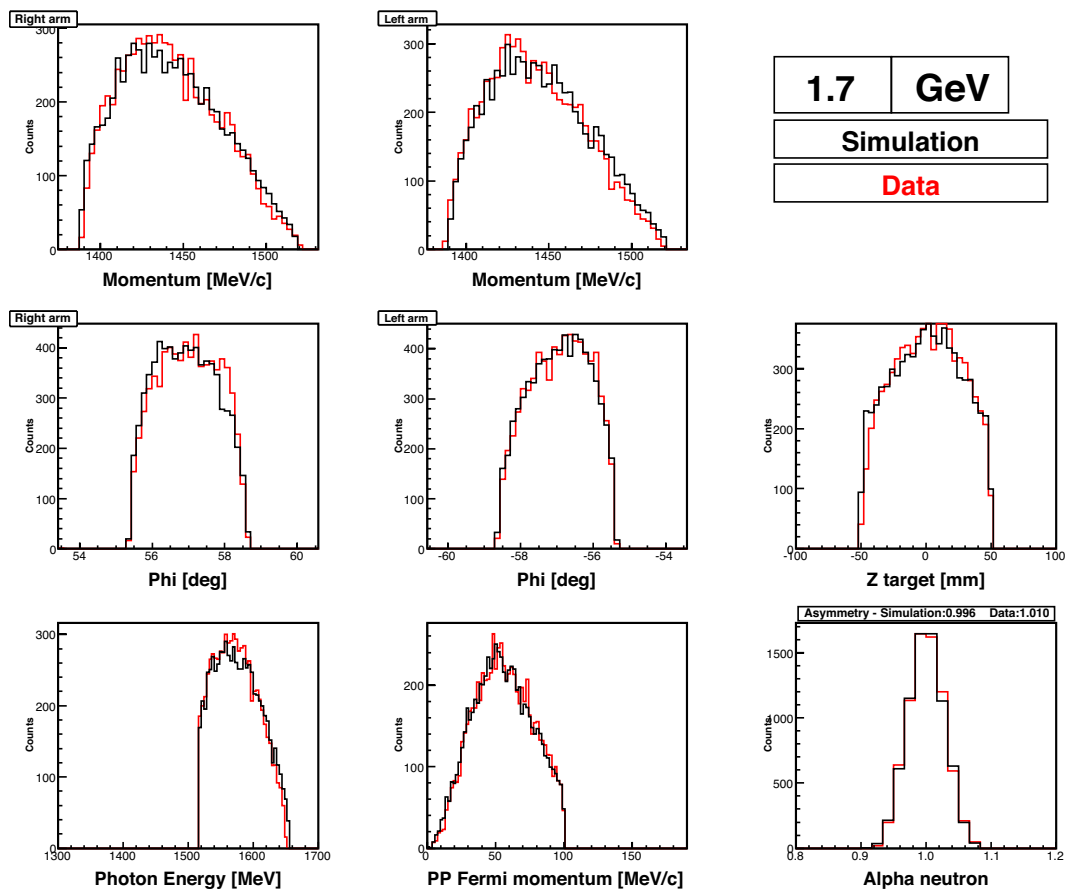 Right arm
300
200
100
0
Counts
1400 1450 1500
Momentum [MeV/c]
Left arm
300
200
100
0
Counts
1400 1450 1500
Momentum [MeV/c]
1.7 GeV
Simulation
Data
Right arm
400
300
200
100
0
Counts
54 56 58 60
Phi [deg]
Left arm
400
300
200
100
0
Counts
-60 -58 -56 -54
Phi [deg]
300
200
100
0
Counts
-100 -50 0 50 100
Z target [mm]
300
200
100
0
Counts
1300 1400 1500 1600 1700
Photon Energy [MeV]
200
100
0
Counts
0 50 100 150
PP Fermi momentum [MeV/c]
Asymmetry - Simulation:0.996 Data:1.010
1500
1000
500
0
Counts
0.8 0.9 1.0 1.1 1.2
Alpha neutron